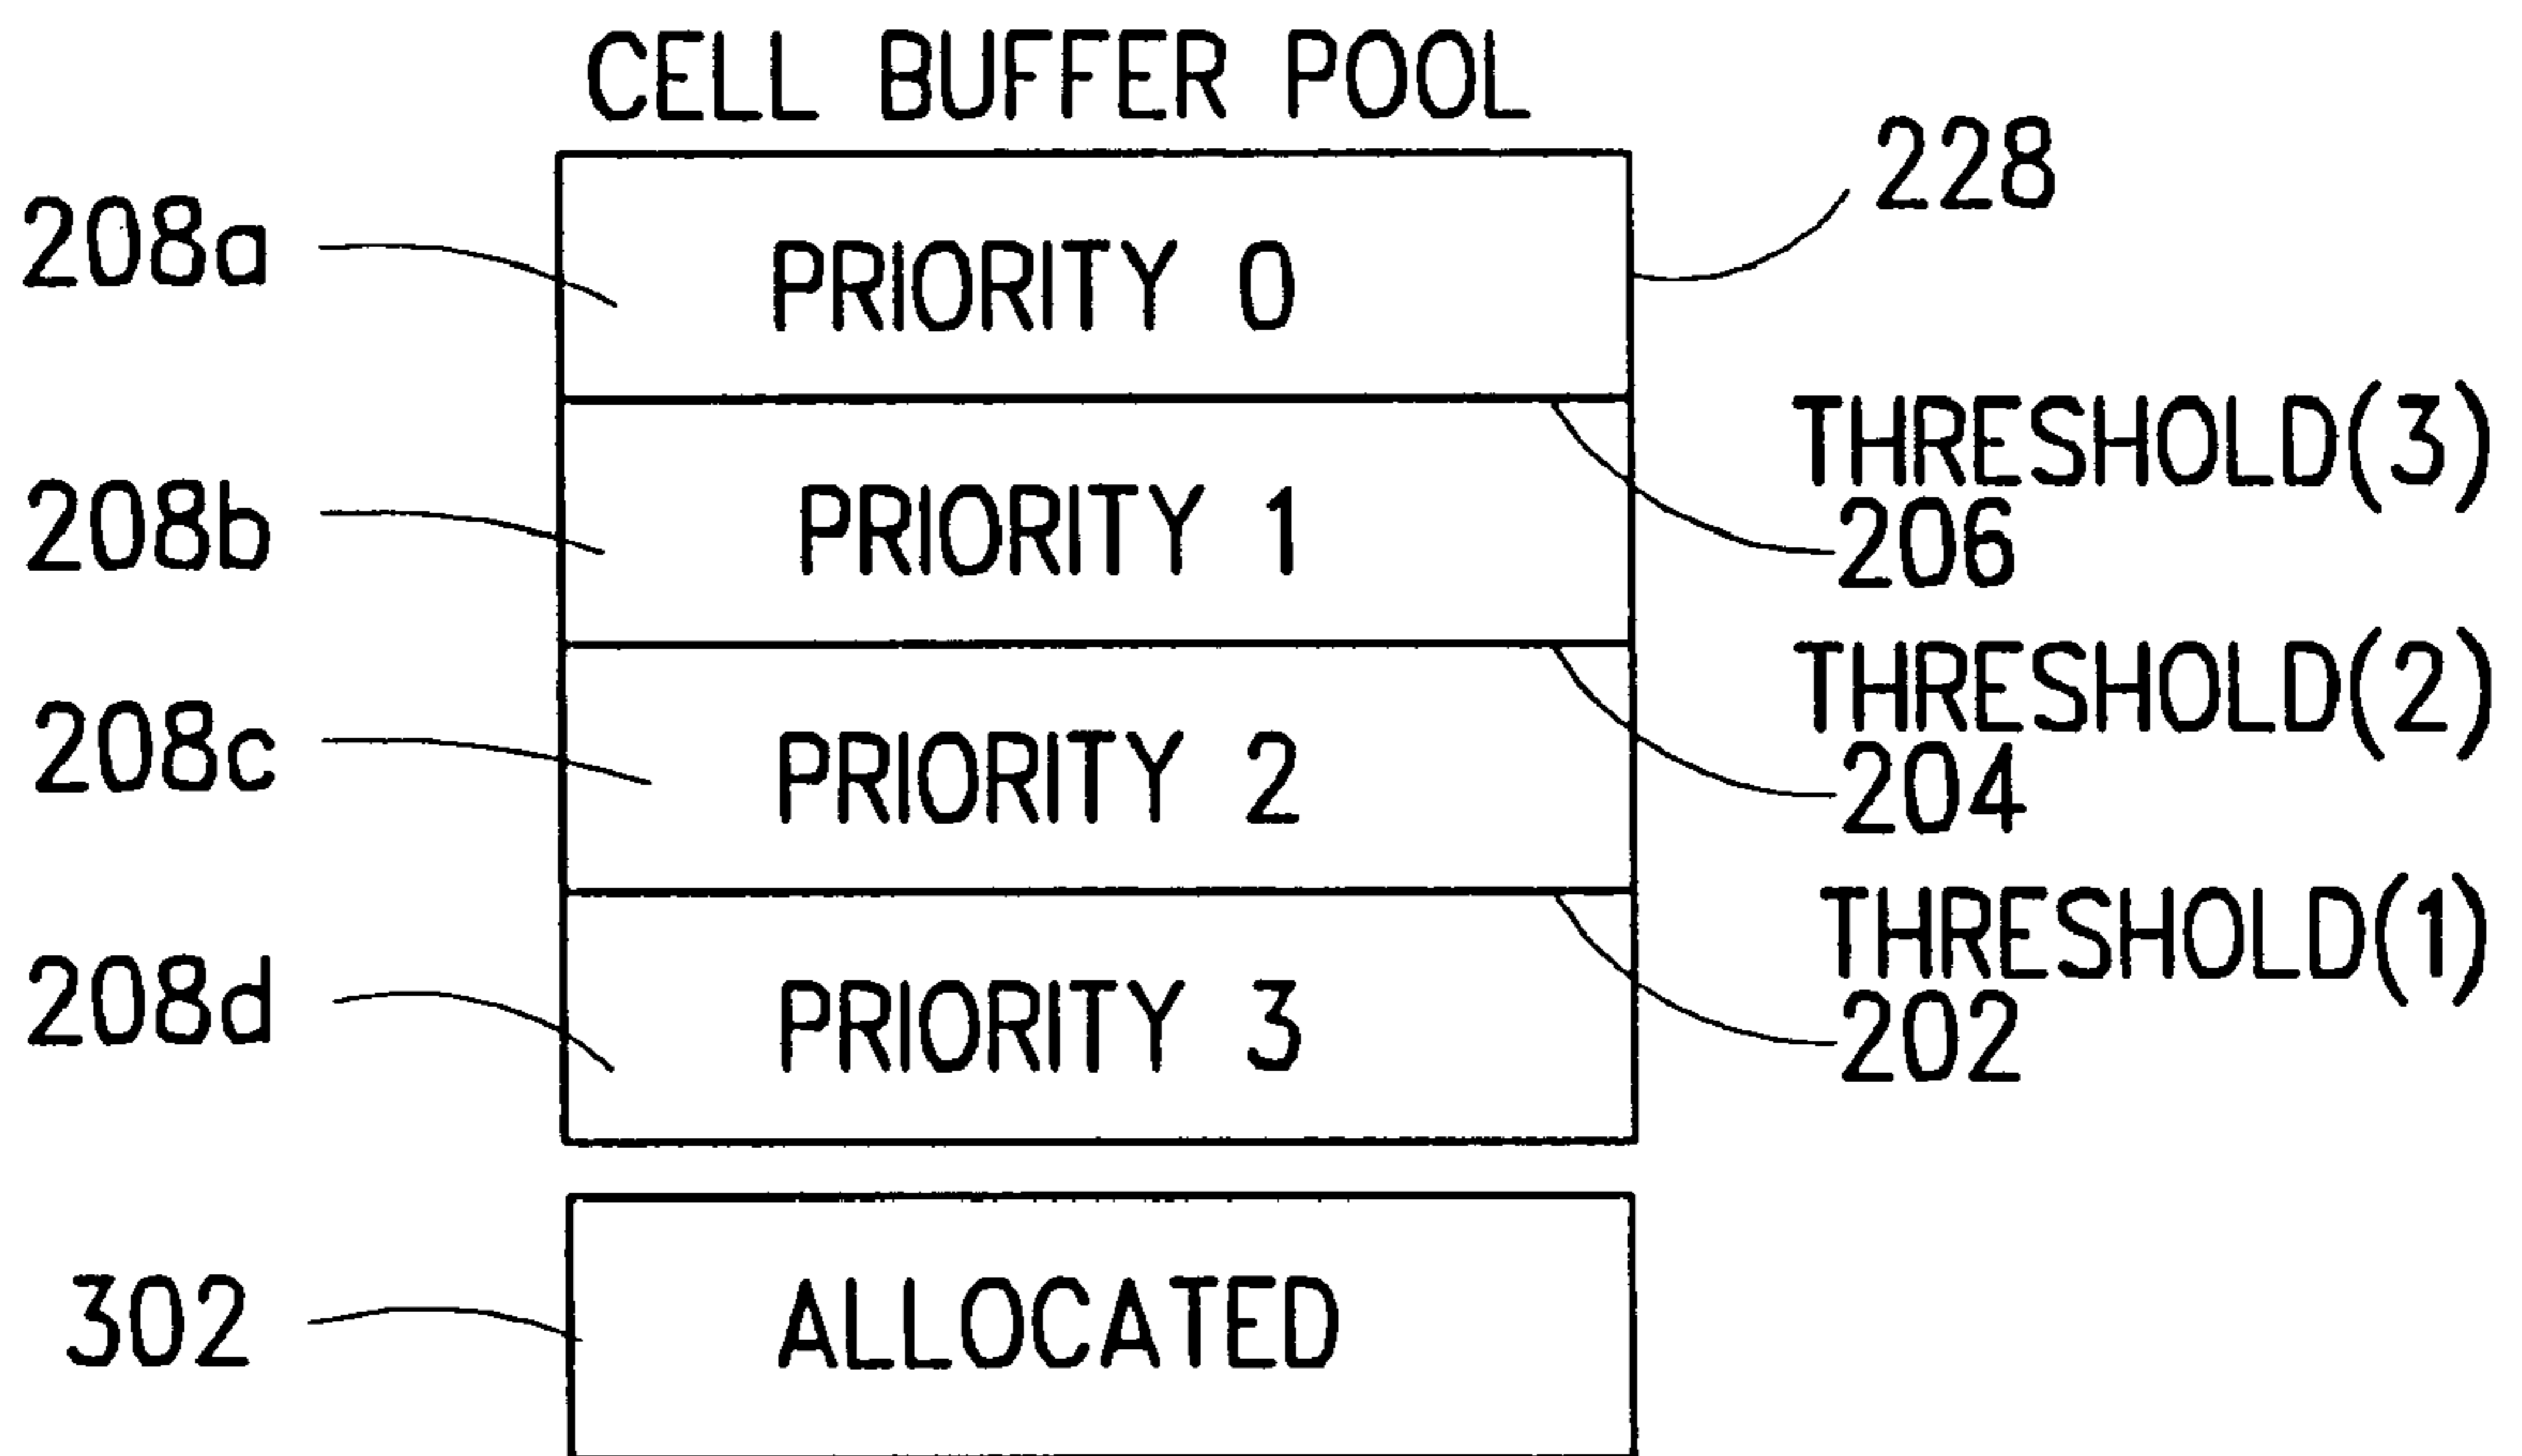 CELL BUFFER POOL
228
208a
PRIORITY 0
THRESHOLD(3)
206
208b
PRIORITY 1
THRESHOLD(2)
204
208c
PRIORITY 2
THRESHOLD(1)
202
208d
PRIORITY 3
302
ALLOCATED